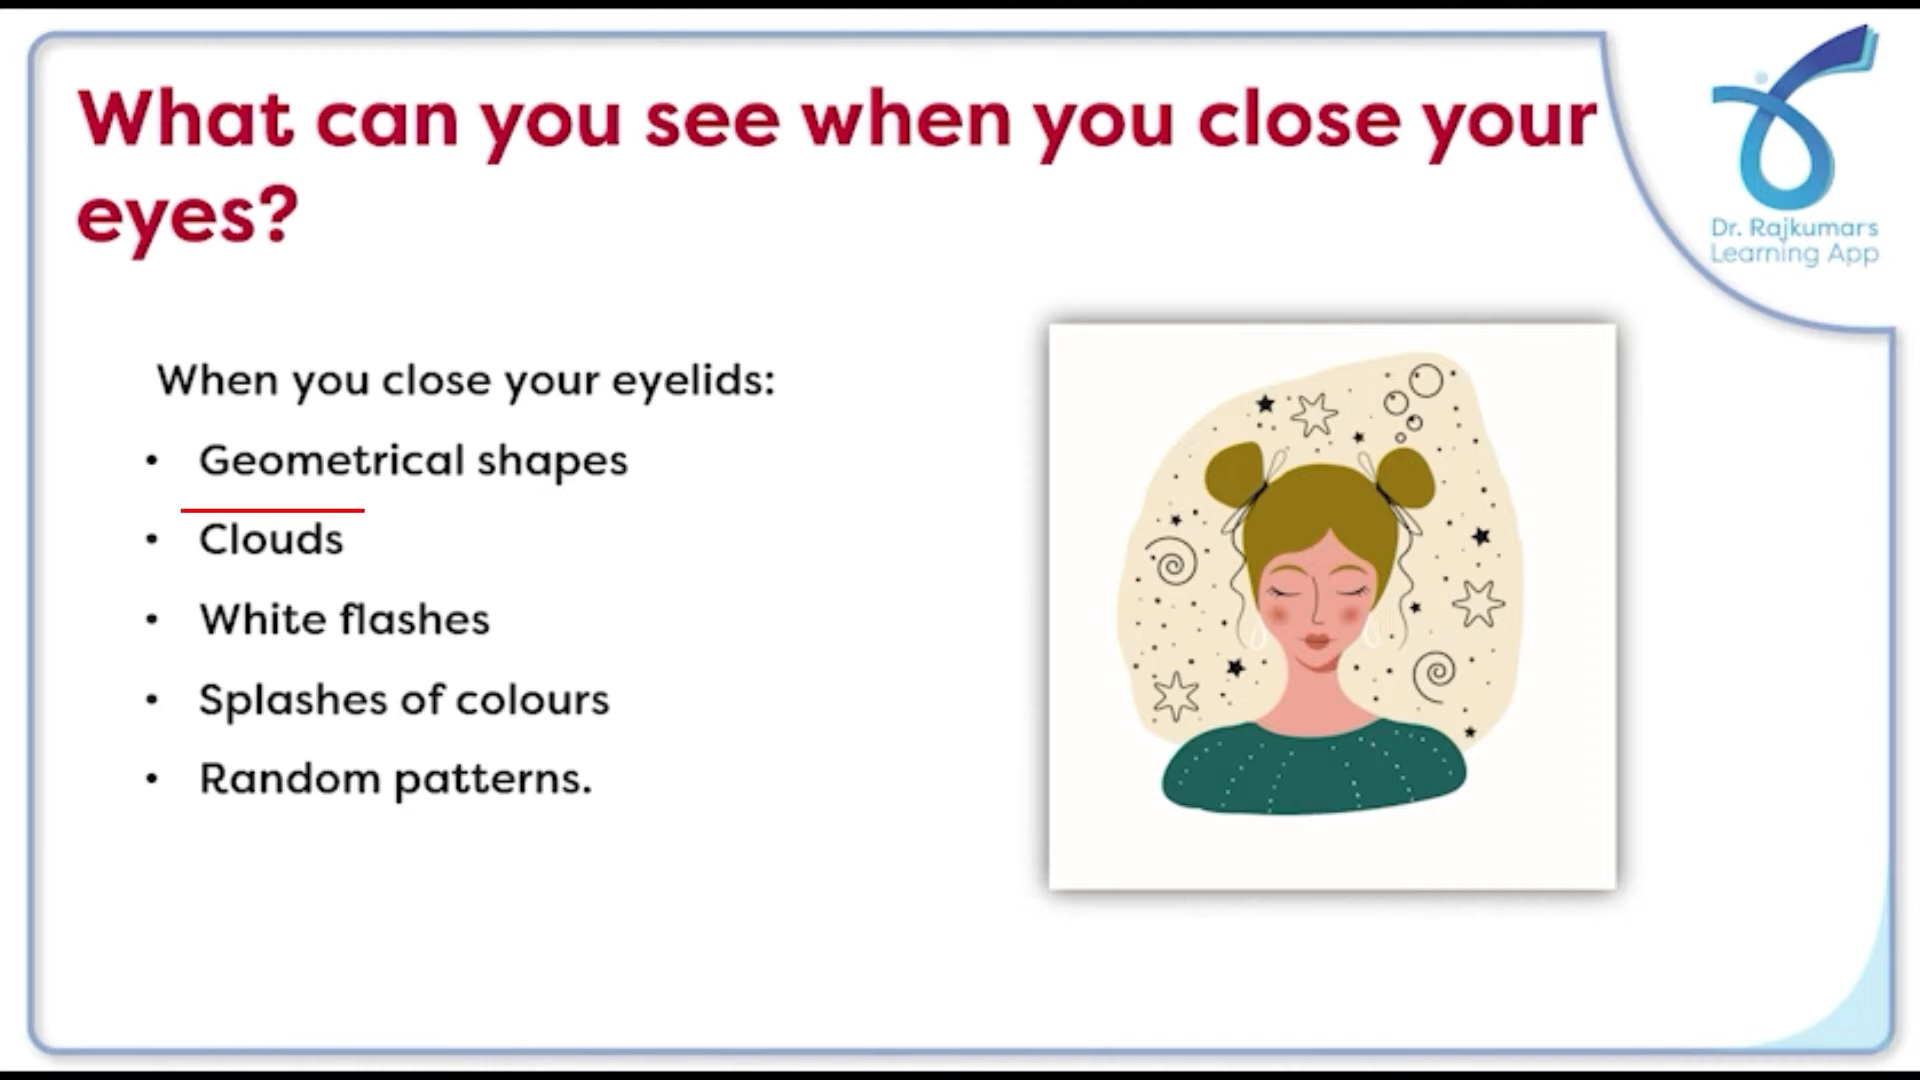 What can you see when you close your
eyes?
Dr. Rajkumars
Learning App
When you close your eyelids:
• Geometrical shapes
• Clouds
• White flashes
• Splashes of colours
• Random patterns.